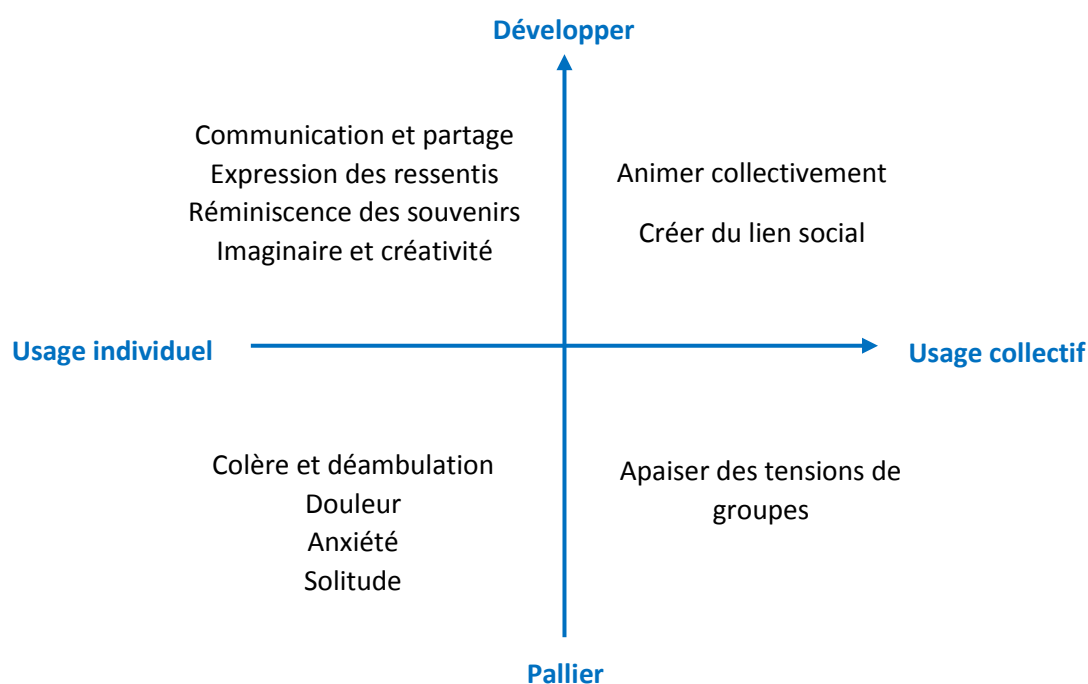 Développer
Communication et partage
Expression des ressentis
Réminiscence des souvenirs
Imaginaire et créativité
Animer collectivement
Créer du lien social
Usage individuel
Usage collectif
Colère et déambulation
Douleur
Anxiété
Solitude
Apaiser des tensions de
groupes
Pallier